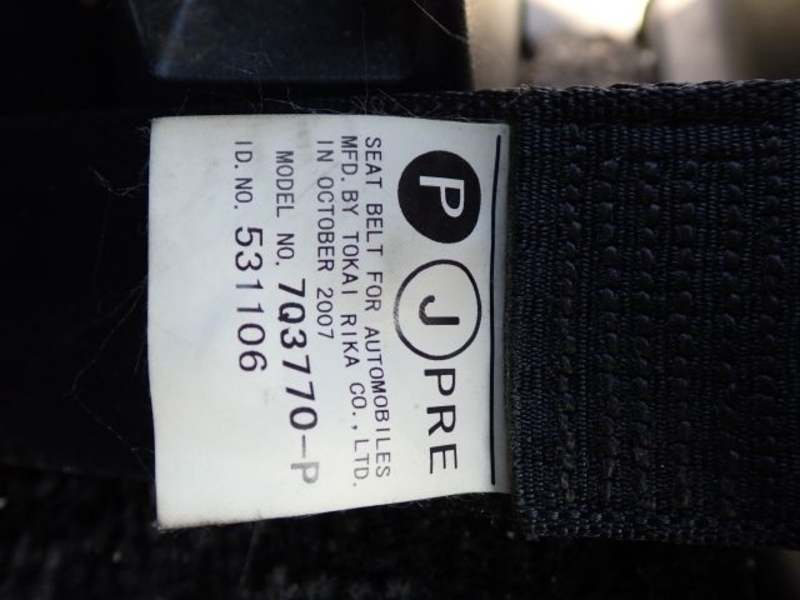 P J PRE
SEAT BELT FOR AUTOMOBILES
MFD. BY TOKAI RIKA CO., LTD.
IN OCTOBER 2007
MODEL NO. 7Q3770-P
ID. NO. 531106